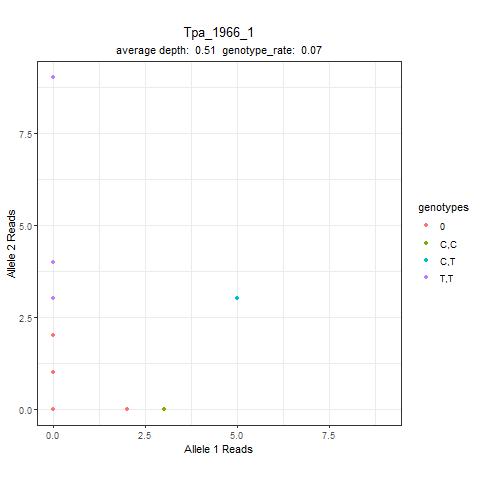 Tpa_1966_1
average depth:  0.51  genotype_rate:  0.07
Allele 2 Reads
7.5
5.0
2.5
0.0
0.0 2.5 5.0 7.5
Allele 1 Reads
genotypes
0
C,C
C,T
T,T